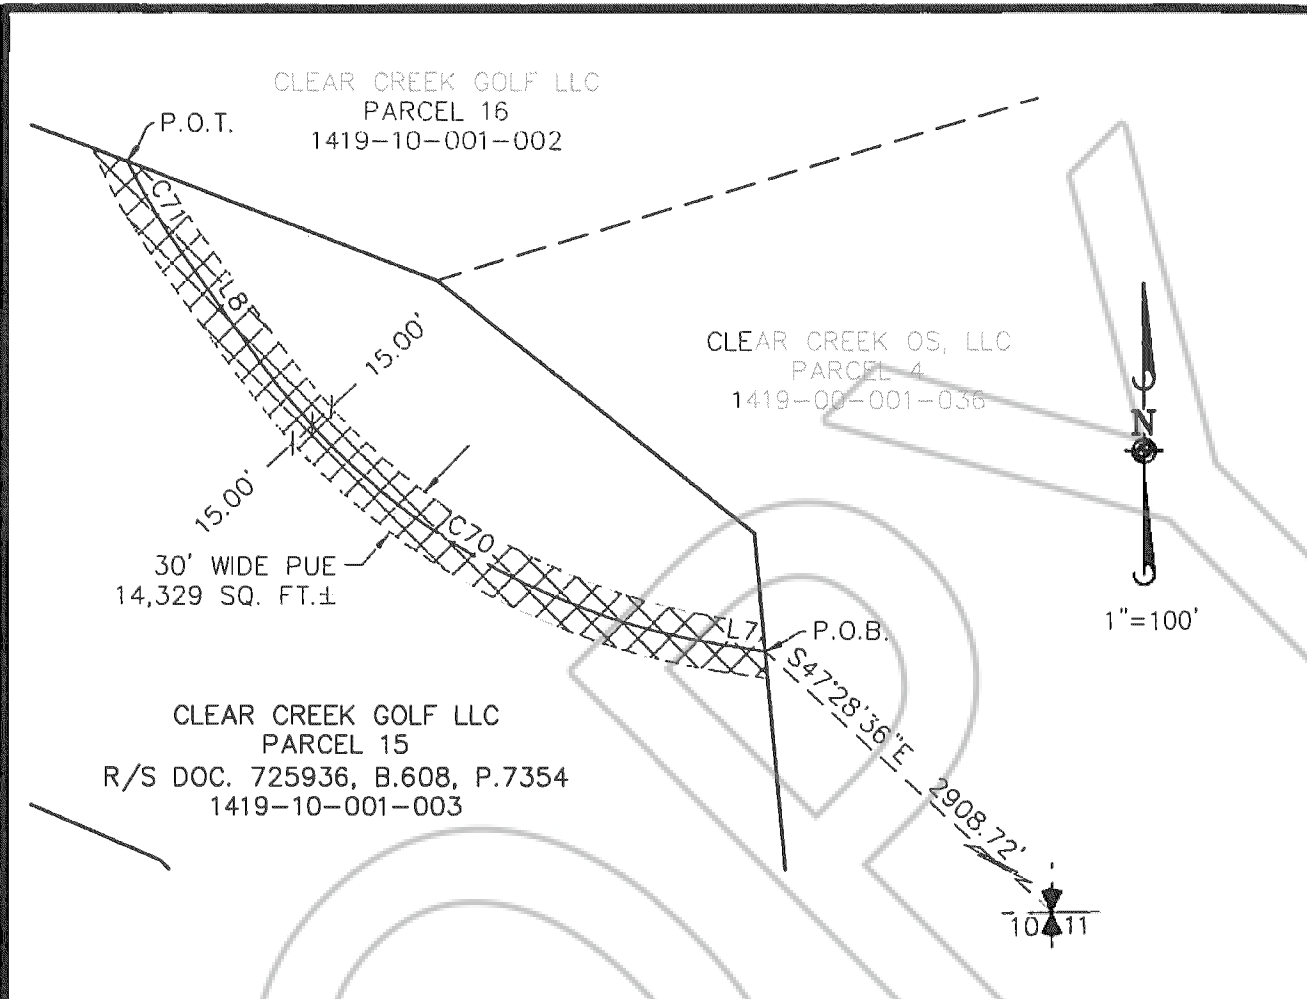 CLEAR CREEK GOLF LLC
PARCEL 16
1419-10-001-002
P.O.T.
C71
L8
15.00'
15.00'
CLEAR CREEK OS, LLC
PARCEL 4
1419-00-001-036
N
1"=100'
C70
30' WIDE PUE
14,329 SQ. FT.±
L7
P.O.B.
S47°28'36"E 2908.72'
CLEAR CREEK GOLF LLC
PARCEL 15
R/S DOC. 725936, B.608, P.7354
1419-10-001-003
10 11